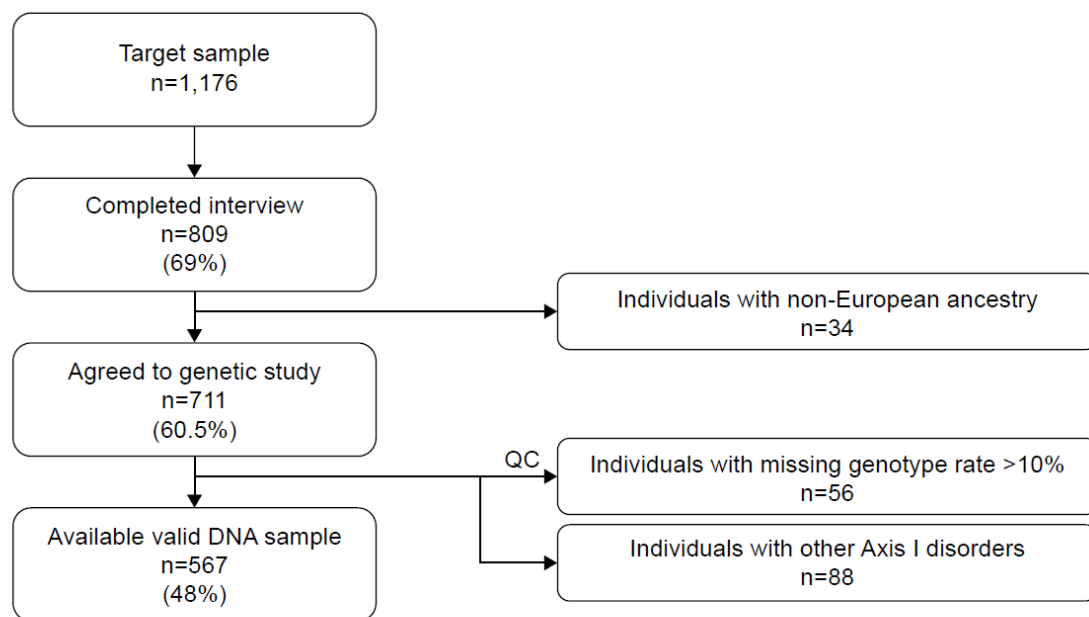 Target sample
n=1,176
Completed interview
n=809
(69%)
Individuals with non-European ancestry
n=34
Agreed to genetic study
n=711
(60.5%)
QC
Individuals with missing genotype rate >10%
n=56
Available valid DNA sample
n=567
(48%)
Individuals with other Axis I disorders
n=88